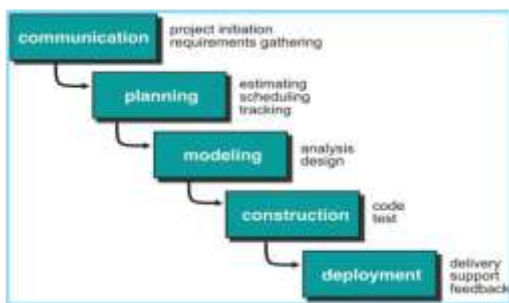 communication
project initiation
requirements gathering
planning
estimating
scheduling
tracking
modeling
analysis
design
construction
code
test
deployment
delivery
support
feedback